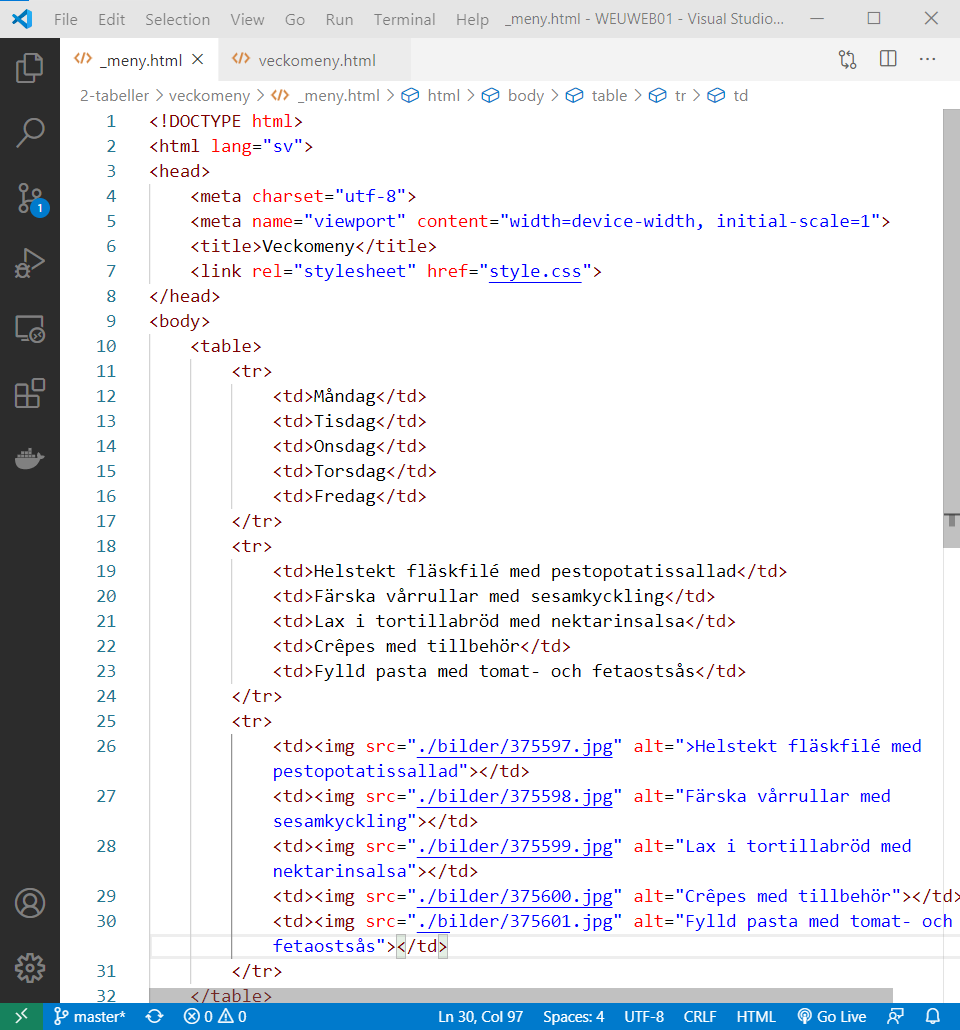 File Edit Selection View Go Run Terminal Help _meny.html - WEUWEB01 - Visual Studio...
_meny.html veckomeny.html
2-tabeller > veckomeny > _meny.html > html > body > table > tr > td
1 <!DOCTYPE html>
2 <html lang="sv">
3 <head>
4 <meta charset="utf-8">
5 <meta name="viewport" content="width=device-width, initial-scale=1">
6 <title>Veckomeny</title>
7 <link rel="stylesheet" href="style.css">
8 </head>
9 <body>
10 <table>
11 <tr>
12 <td>Måndag</td>
13 <td>Tisdag</td>
14 <td>Onsdag</td>
15 <td>Torsdag</td>
16 <td>Fredag</td>
17 </tr>
18 <tr>
19 <td>Helstekt fläskfilé med pestopotatissallad</td>
20 <td>Färska vårrullar med sesamkyckling</td>
21 <td>Lax i tortillabröd med nektarinsalsa</td>
22 <td>Crêpes med tillbehör</td>
23 <td>Fylld pasta med tomat- och fetaostsås</td>
24 </tr>
25 <tr>
26 <td><img src="./bilder/375597.jpg" alt=">Helstekt fläskfilé med
pestopotatissallad"></td>
27 <td><img src="./bilder/375598.jpg" alt="Färska vårrullar med
sesamkyckling"></td>
28 <td><img src="./bilder/375599.jpg" alt="Lax i tortillabröd med
nektarinsalsa"></td>
29 <td><img src="./bilder/375600.jpg" alt="Crêpes med tillbehör"></td>
30 <td><img src="./bilder/375601.jpg" alt="Fylld pasta med tomat- och
fetaostsås"></td>
31 </tr>
32 </table>
1
master* 0 0 Ln 30, Col 97 Spaces: 4 UTF-8 CRLF HTML Go Live